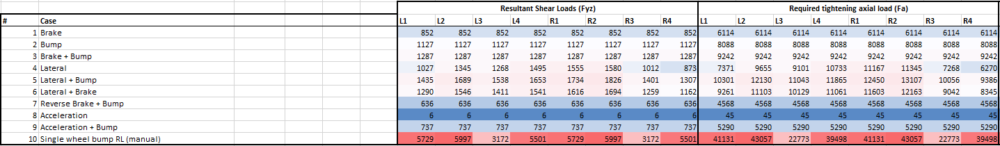 Resultant Shear Loads (Fyz) Required tightening axial load (Fa)
# Case L1 L2 L3 L4 R1 R2 R3 R4 L1 L2 L3 L4 R1 R2 R3 R4
1 Brake 852 852 852 852 852 852 852 852 6114 6114 6114 6114 6114 6114 6114 6114
2 Bump 1127 1127 1127 1127 1127 1127 1127 1127 8088 8088 8088 8088 8088 8088 8088 8088
3 Brake + Bump 1287 1287 1287 1287 1287 1287 1287 1287 9242 9242 9242 9242 9242 9242 9242 9242
4 Lateral 1027 1345 1268 1495 1555 1580 1012 873 7371 9655 9101 10733 11167 11345 7268 6270
5 Lateral + Bump 1435 1689 1538 1653 1734 1826 1401 1307 10301 12130 11043 11865 12450 13107 10056 9386
6 Lateral + Brake 1290 1546 1411 1541 1616 1694 1259 1162 9261 11103 10129 11061 11603 12163 9042 8345
7 Reverse Brake + Bump 636 636 636 636 636 636 636 636 4568 4568 4568 4568 4568 4568 4568 4568
8 Acceleration 6 6 6 6 6 6 6 6 45 45 45 45 45 45 45 45
9 Acceleration + Bump 737 737 737 737 737 737 737 737 5290 5290 5290 5290 5290 5290 5290 5290
10 Single wheel bump RL (manual) 5729 5997 3172 5501 5729 5997 3172 5501 41131 43057 22773 39498 41131 43057 22773 39498